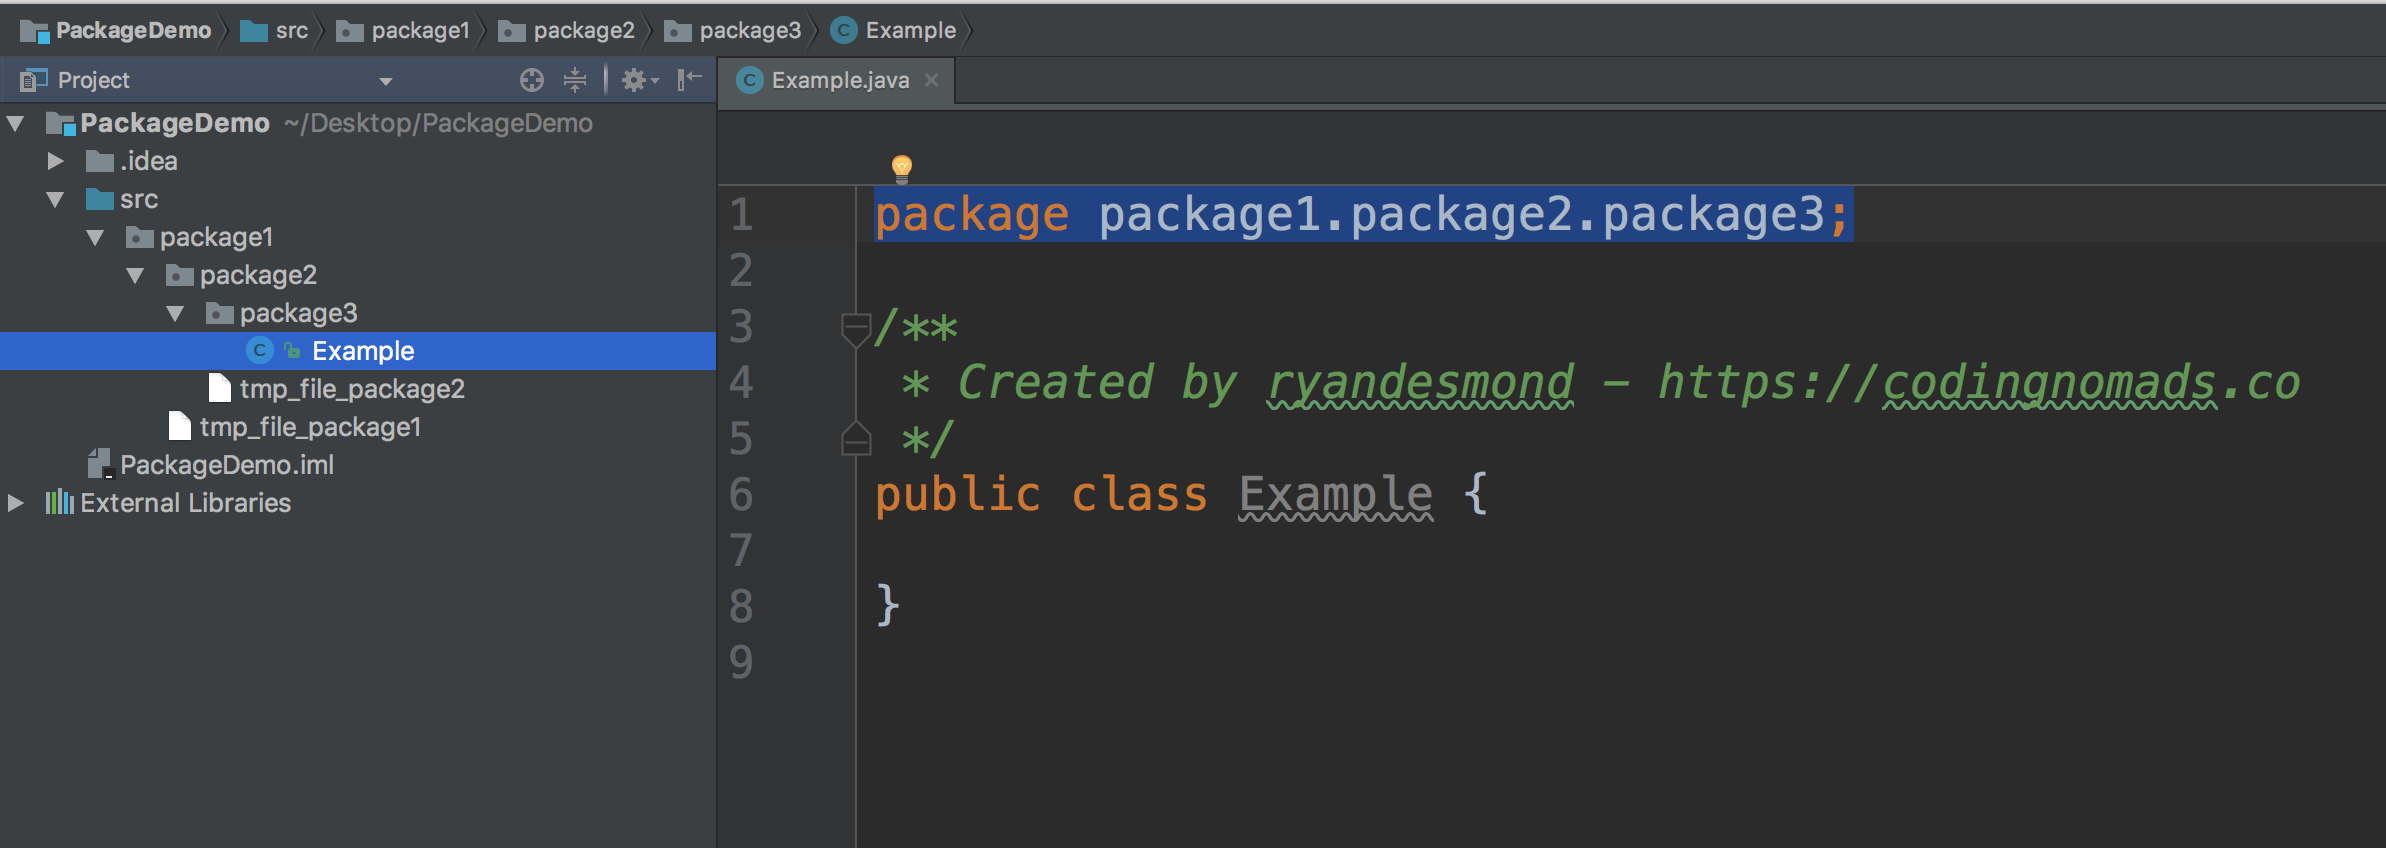 PackageDemo src package1 package2 package3 C Example
Project
C Example.java
PackageDemo ~/Desktop/PackageDemo
.idea
src
package1
package2
package3
C Example
tmp_file_package2
tmp_file_package1
PackageDemo.iml
External Libraries
1 package package1.package2.package3;
2
3 /**
4 * Created by ryandesmond - https://codingnomads.co
5 */
6 public class Example {
7
8 }
9